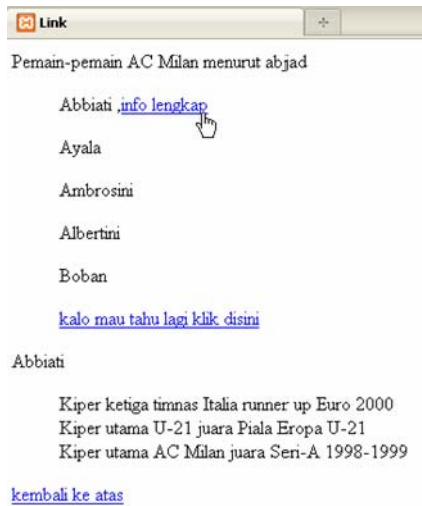 Link
Pemain-pemain AC Milan menurut abjad
Abbiati ,info lengkap
Ayala
Ambrosini
Albertini
Boban
kalo mau tahu lagi klik disini
Abbiati
Kiper ketiga timnas Italia runner up Euro 2000
Kiper utama U-21 juara Piala Eropa U-21
Kiper utama AC Milan juara Seri-A 1998-1999
kembali ke atas